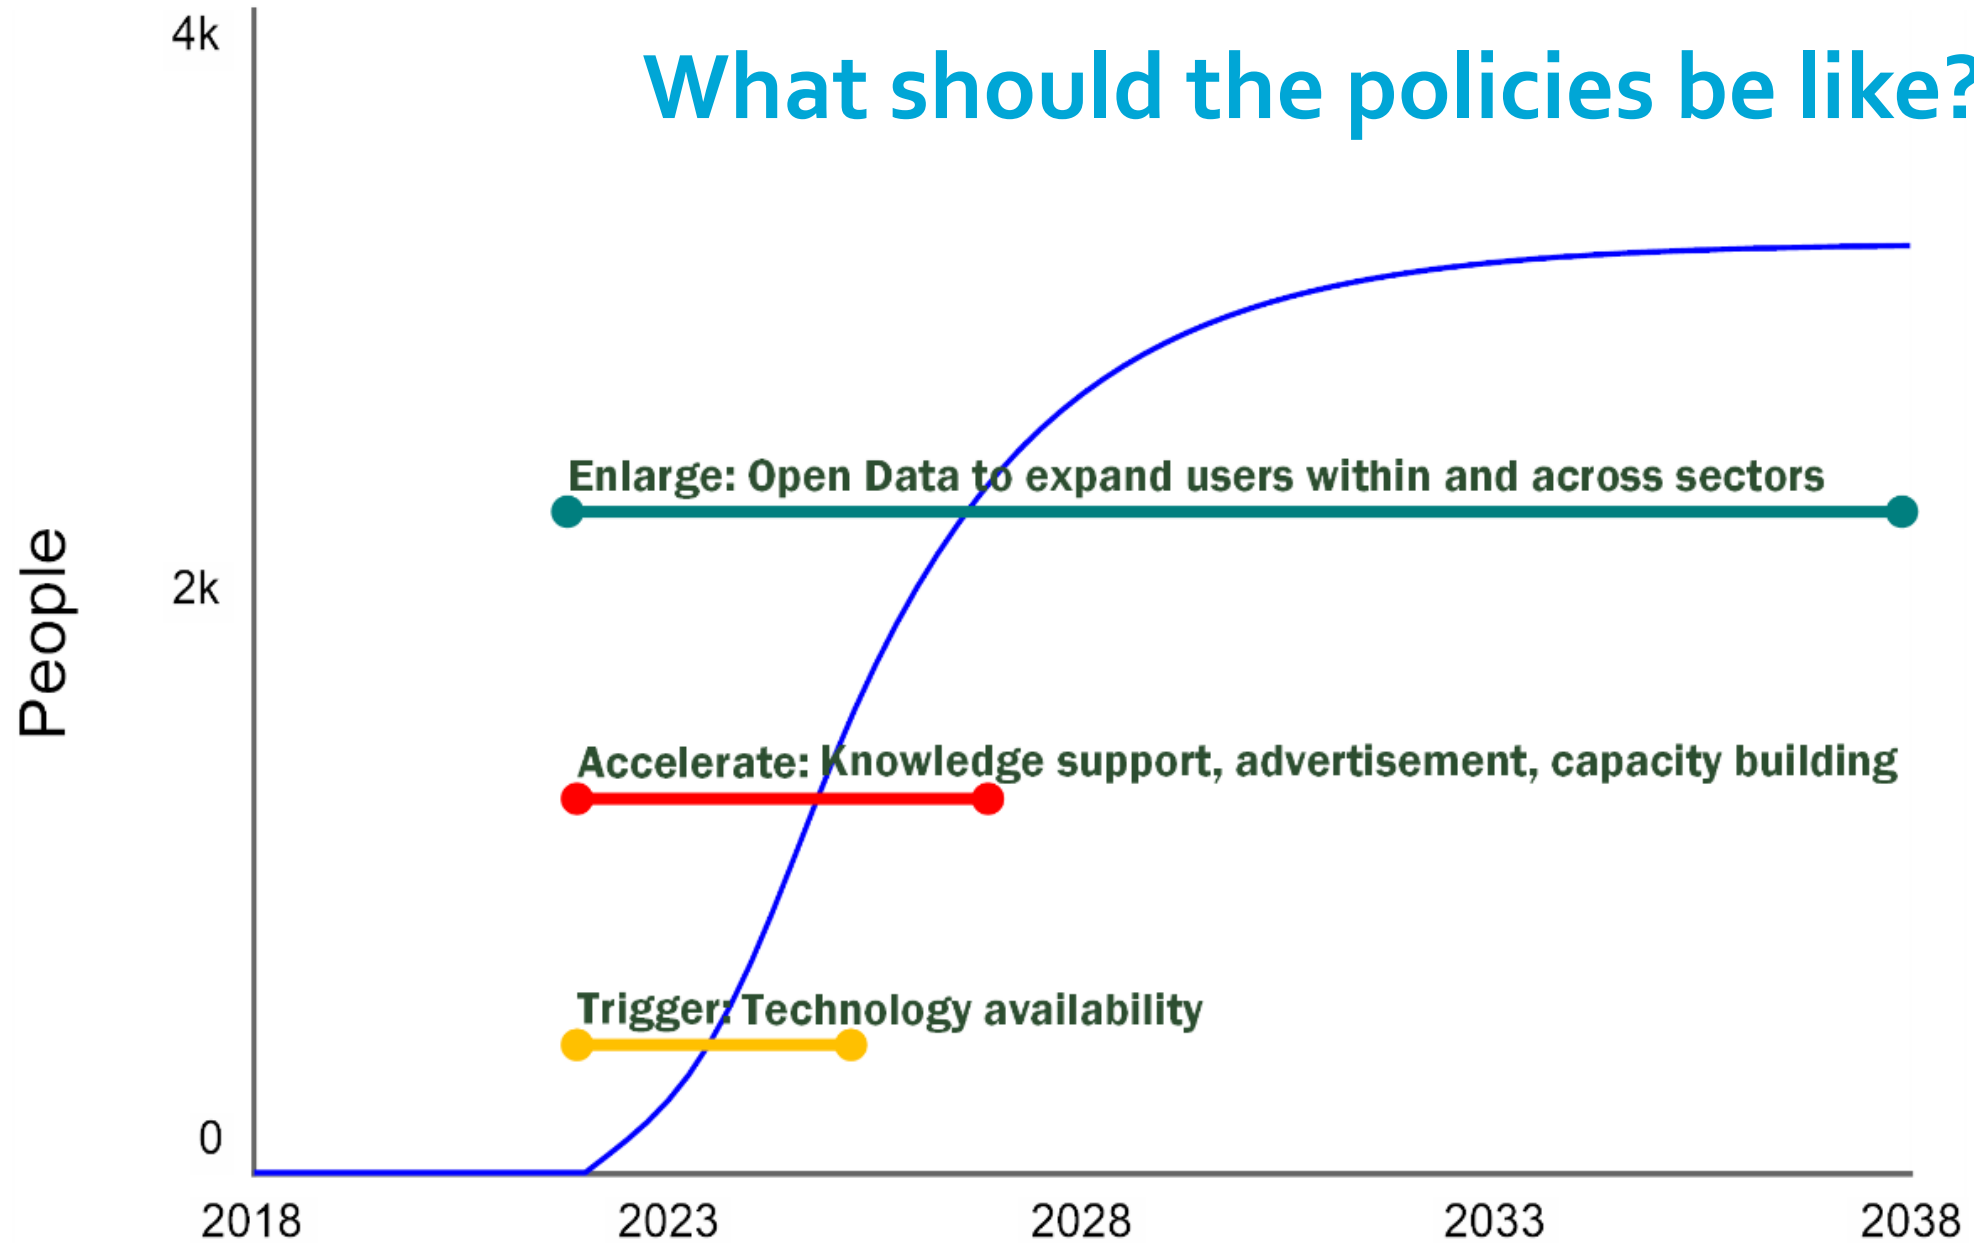 What should the policies be like?
4k
Enlarge: Open Data to expand users within and across sectors
People
2k
Accelerate: Knowledge support, advertisement, capacity building
Trigger: Technology availability
0
2018 2023 2028 2033 2038